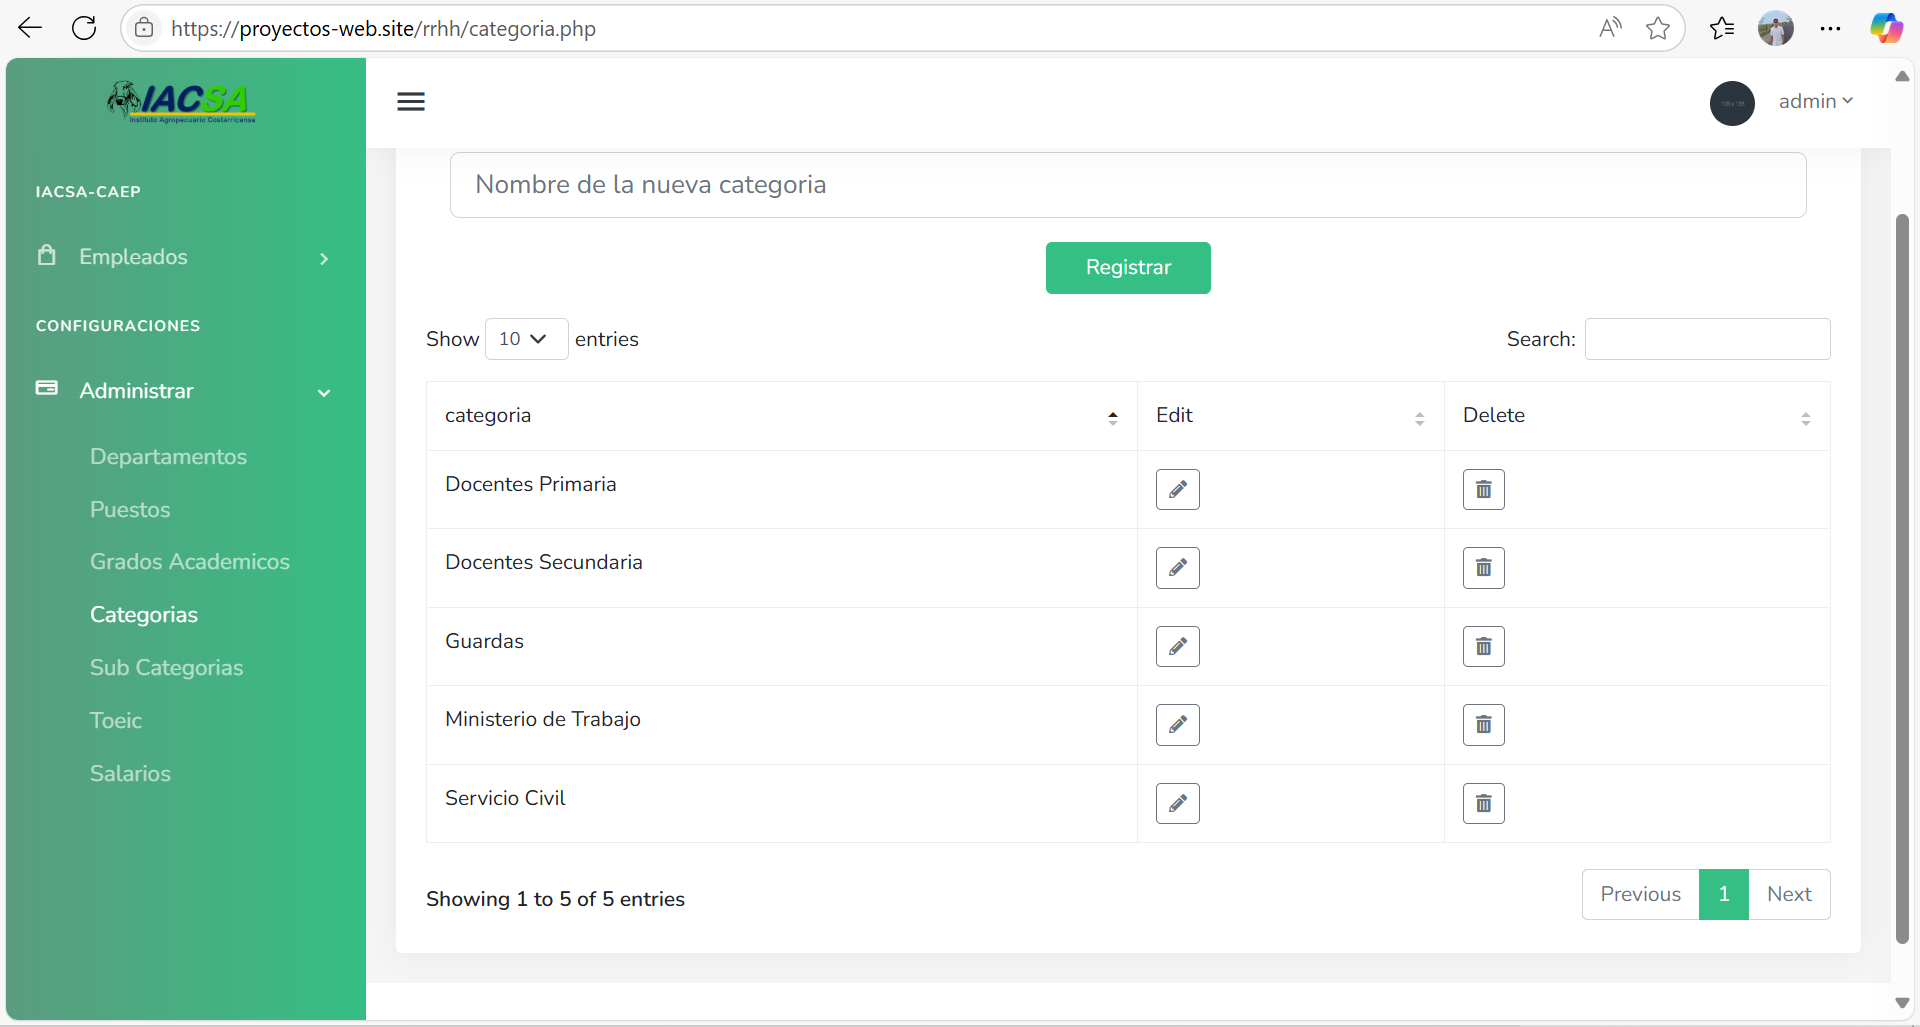 https://proyectos-web.site/rrhh/categoria.php
IACSA
Instituto Agropecuario Costarricense
admin
IACSA-CAEP
Empleados
CONFIGURACIONES
Administrar
Departamentos
Puestos
Grados Academicos
Categorias
Sub Categorias
Toeic
Salarios
Nombre de la nueva categoria
Registrar
Show 10 entries
Search:
categoria Edit Delete
Docentes Primaria
Docentes Secundaria
Guardas
Ministerio de Trabajo
Servicio Civil
Showing 1 to 5 of 5 entries
Previous 1 Next